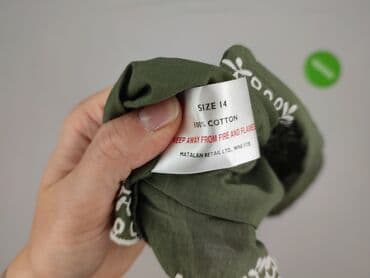 SIZE 14
100% COTTON
KEEP AWAY FROM FIRE AND FLAMES
MATALAN RETAIL LTD.